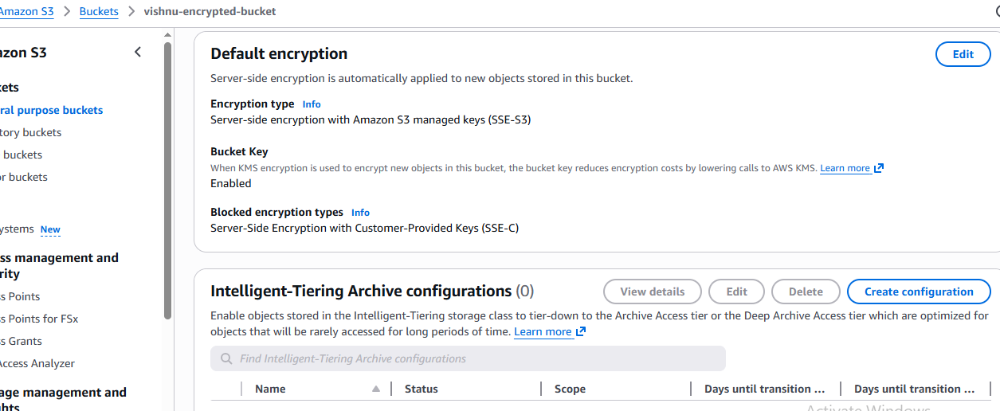 Amazon S3 > Buckets > vishnu-encrypted-bucket
azon S3
kets
ral purpose buckets
tory buckets
buckets
or buckets
ystems New
ss management and
rity
s Points
s Points for FSx
s Grants
Access Analyzer
age management and
ghts
Default encryption
Edit
Server-side encryption is automatically applied to new objects stored in this bucket.
Encryption type Info
Server-side encryption with Amazon S3 managed keys (SSE-S3)
Bucket Key
When KMS encryption is used to encrypt new objects in this bucket, the bucket key reduces encryption costs by lowering calls to AWS KMS. Learn more
Enabled
Blocked encryption types Info
Server-Side Encryption with Customer-Provided Keys (SSE-C)
Intelligent-Tiering Archive configurations (0)
View details Edit Delete Create configuration
Enable objects stored in the Intelligent-Tiering storage class to tier-down to the Archive Access tier or the Deep Archive Access tier which are optimized for
objects that will be rarely accessed for long periods of time. Learn more
Find Intelligent-Tiering Archive configurations
Name Status Scope Days until transition ... Days until transition ...
Activate Windows